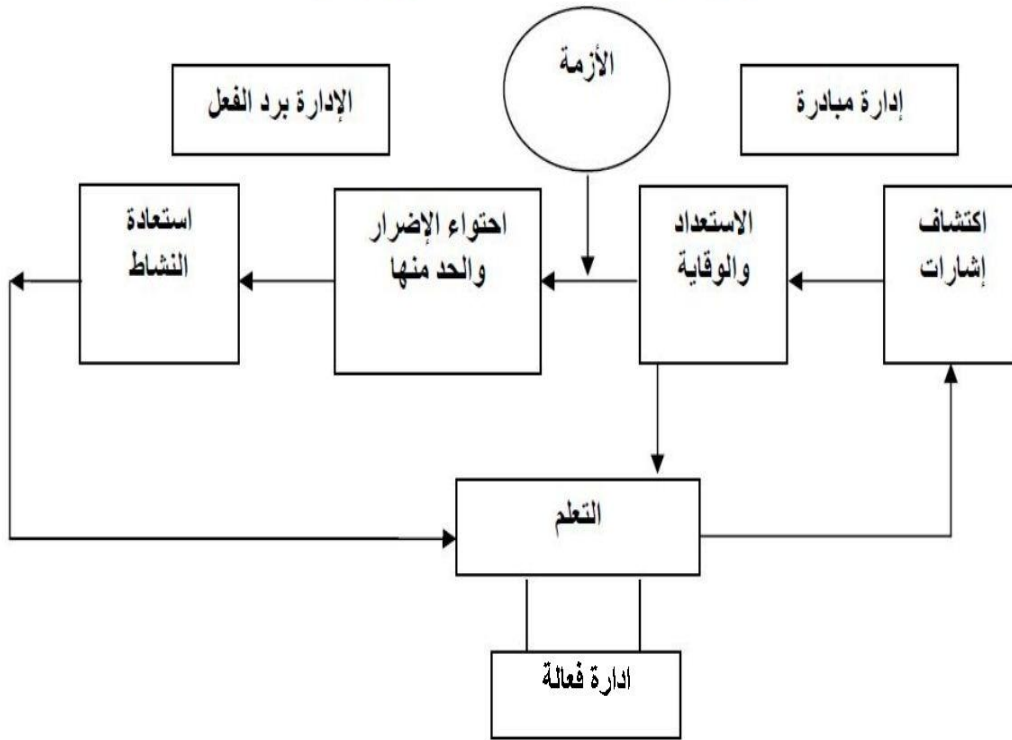 الأزمة
إدارة مبادرة
الإدارة برد الفعل
اكتشاف
إشارات
الاستعداد
والوقاية
احتواء الإضرار
والحد منها
استعادة
النشاط
التعلم
ادارة فعالة